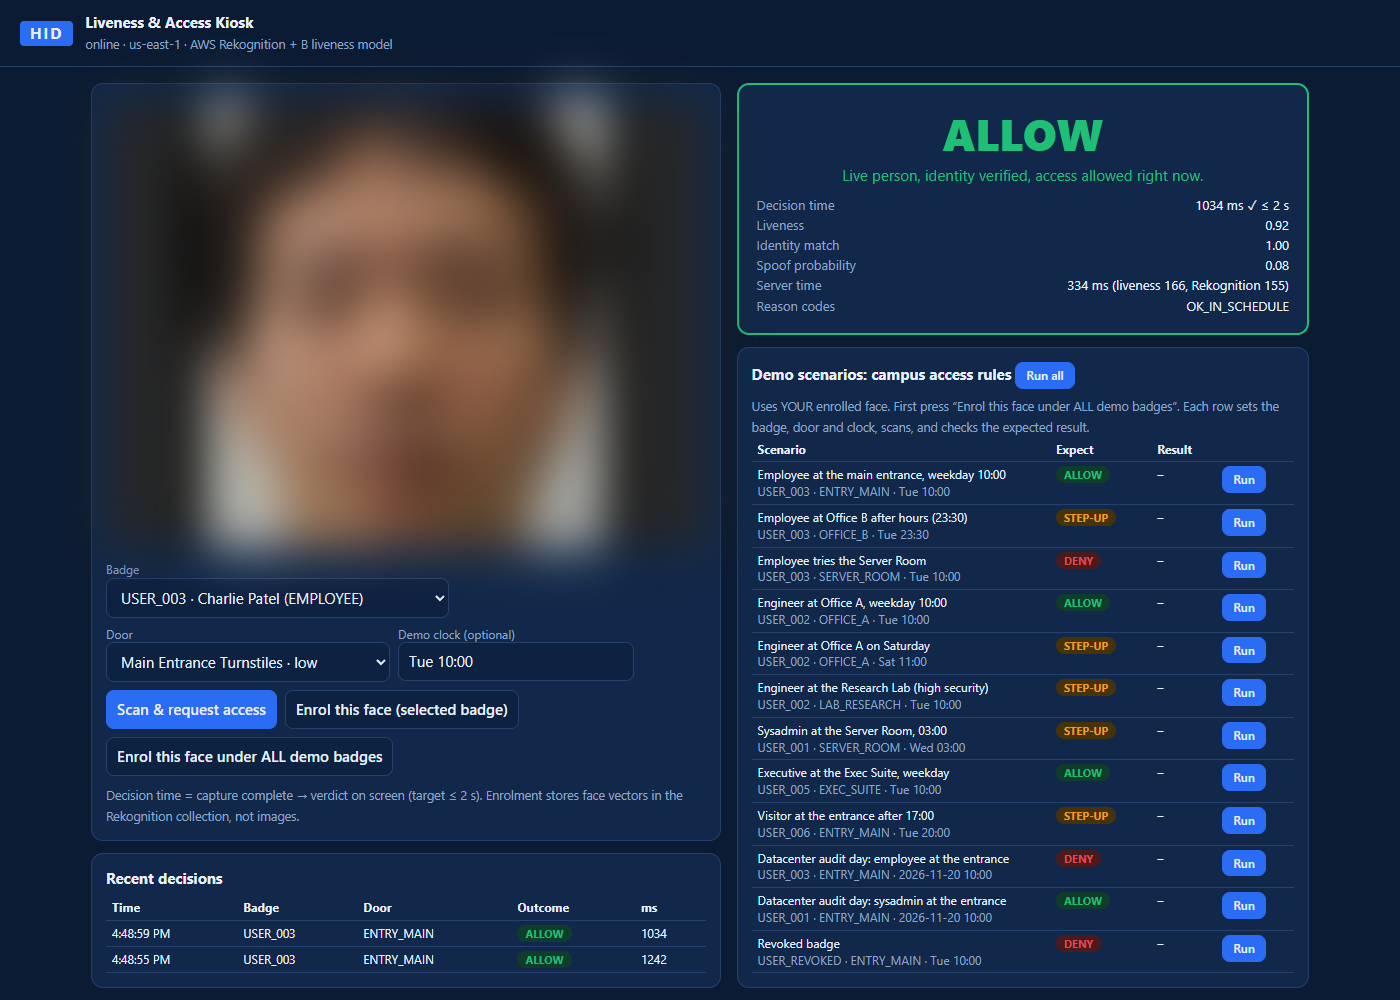 HID
Liveness & Access Kiosk
online · us-east-1 · AWS Rekognition + B liveness model
Badge
USER_003 · Charlie Patel (EMPLOYEE)
Door
Demo clock (optional)
Main Entrance Turnstiles · low
Tue 10:00
Scan & request access
Enrol this face (selected badge)
Enrol this face under ALL demo badges
Decision time = capture complete → verdict on screen (target ≤ 2 s). Enrolment stores face vectors in the
Rekognition collection, not images.
Recent decisions
Time Badge Door Outcome ms
4:48:59 PM USER_003 ENTRY_MAIN ALLOW 1034
4:48:55 PM USER_003 ENTRY_MAIN ALLOW 1242
ALLOW
Live person, identity verified, access allowed right now.
Decision time 1034 ms ✓ ≤ 2 s
Liveness 0.92
Identity match 1.00
Spoof probability 0.08
Server time 334 ms (liveness 166, Rekognition 155)
Reason codes OK_IN_SCHEDULE
Demo scenarios: campus access rules Run all
Uses YOUR enrolled face. First press “Enrol this face under ALL demo badges”. Each row sets the
badge, door and clock, scans, and checks the expected result.
Scenario Expect Result
Employee at the main entrance, weekday 10:00 ALLOW – Run
USER_003 · ENTRY_MAIN · Tue 10:00
Employee at Office B after hours (23:30) STEP-UP – Run
USER_003 · OFFICE_B · Tue 23:30
Employee tries the Server Room DENY – Run
USER_003 · SERVER_ROOM · Tue 10:00
Engineer at Office A, weekday 10:00 ALLOW – Run
USER_002 · OFFICE_A · Tue 10:00
Engineer at Office A on Saturday STEP-UP – Run
USER_002 · OFFICE_A · Sat 11:00
Engineer at the Research Lab (high security) STEP-UP – Run
USER_002 · LAB_RESEARCH · Tue 10:00
Sysadmin at the Server Room, 03:00 STEP-UP – Run
USER_001 · SERVER_ROOM · Wed 03:00
Executive at the Exec Suite, weekday ALLOW – Run
USER_005 · EXEC_SUITE · Tue 10:00
Visitor at the entrance after 17:00 STEP-UP – Run
USER_006 · ENTRY_MAIN · Tue 20:00
Datacenter audit day: employee at the entrance DENY – Run
USER_003 · ENTRY_MAIN · 2026-11-20 10:00
Datacenter audit day: sysadmin at the entrance ALLOW – Run
USER_001 · ENTRY_MAIN · 2026-11-20 10:00
Revoked badge DENY – Run
USER_REVOKED · ENTRY_MAIN · Tue 10:00